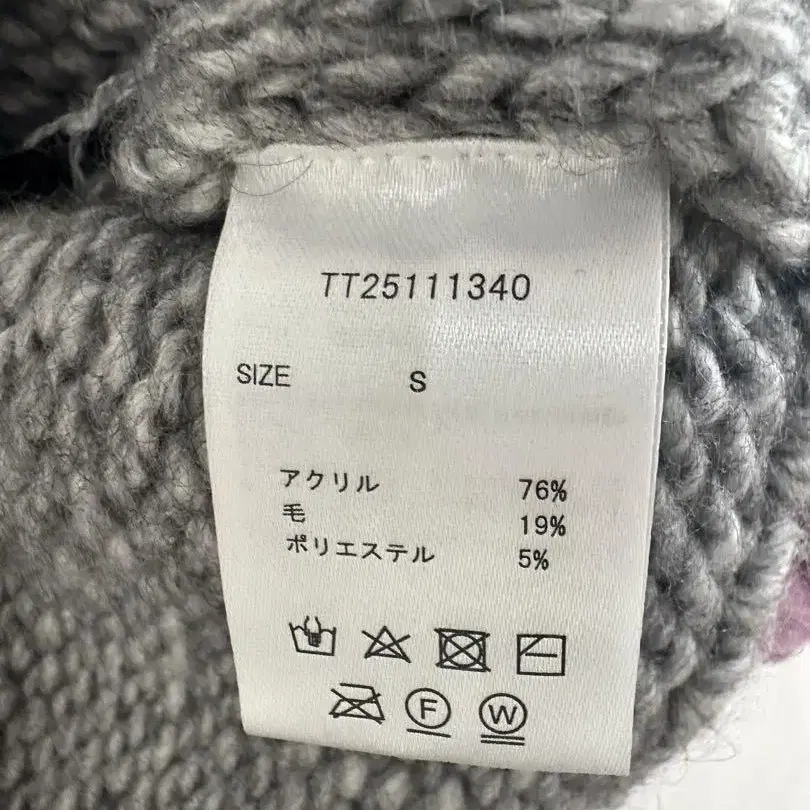 TT25111340
SIZE S
アクリル 76%
毛 19%
ポリエステル 5%
F W